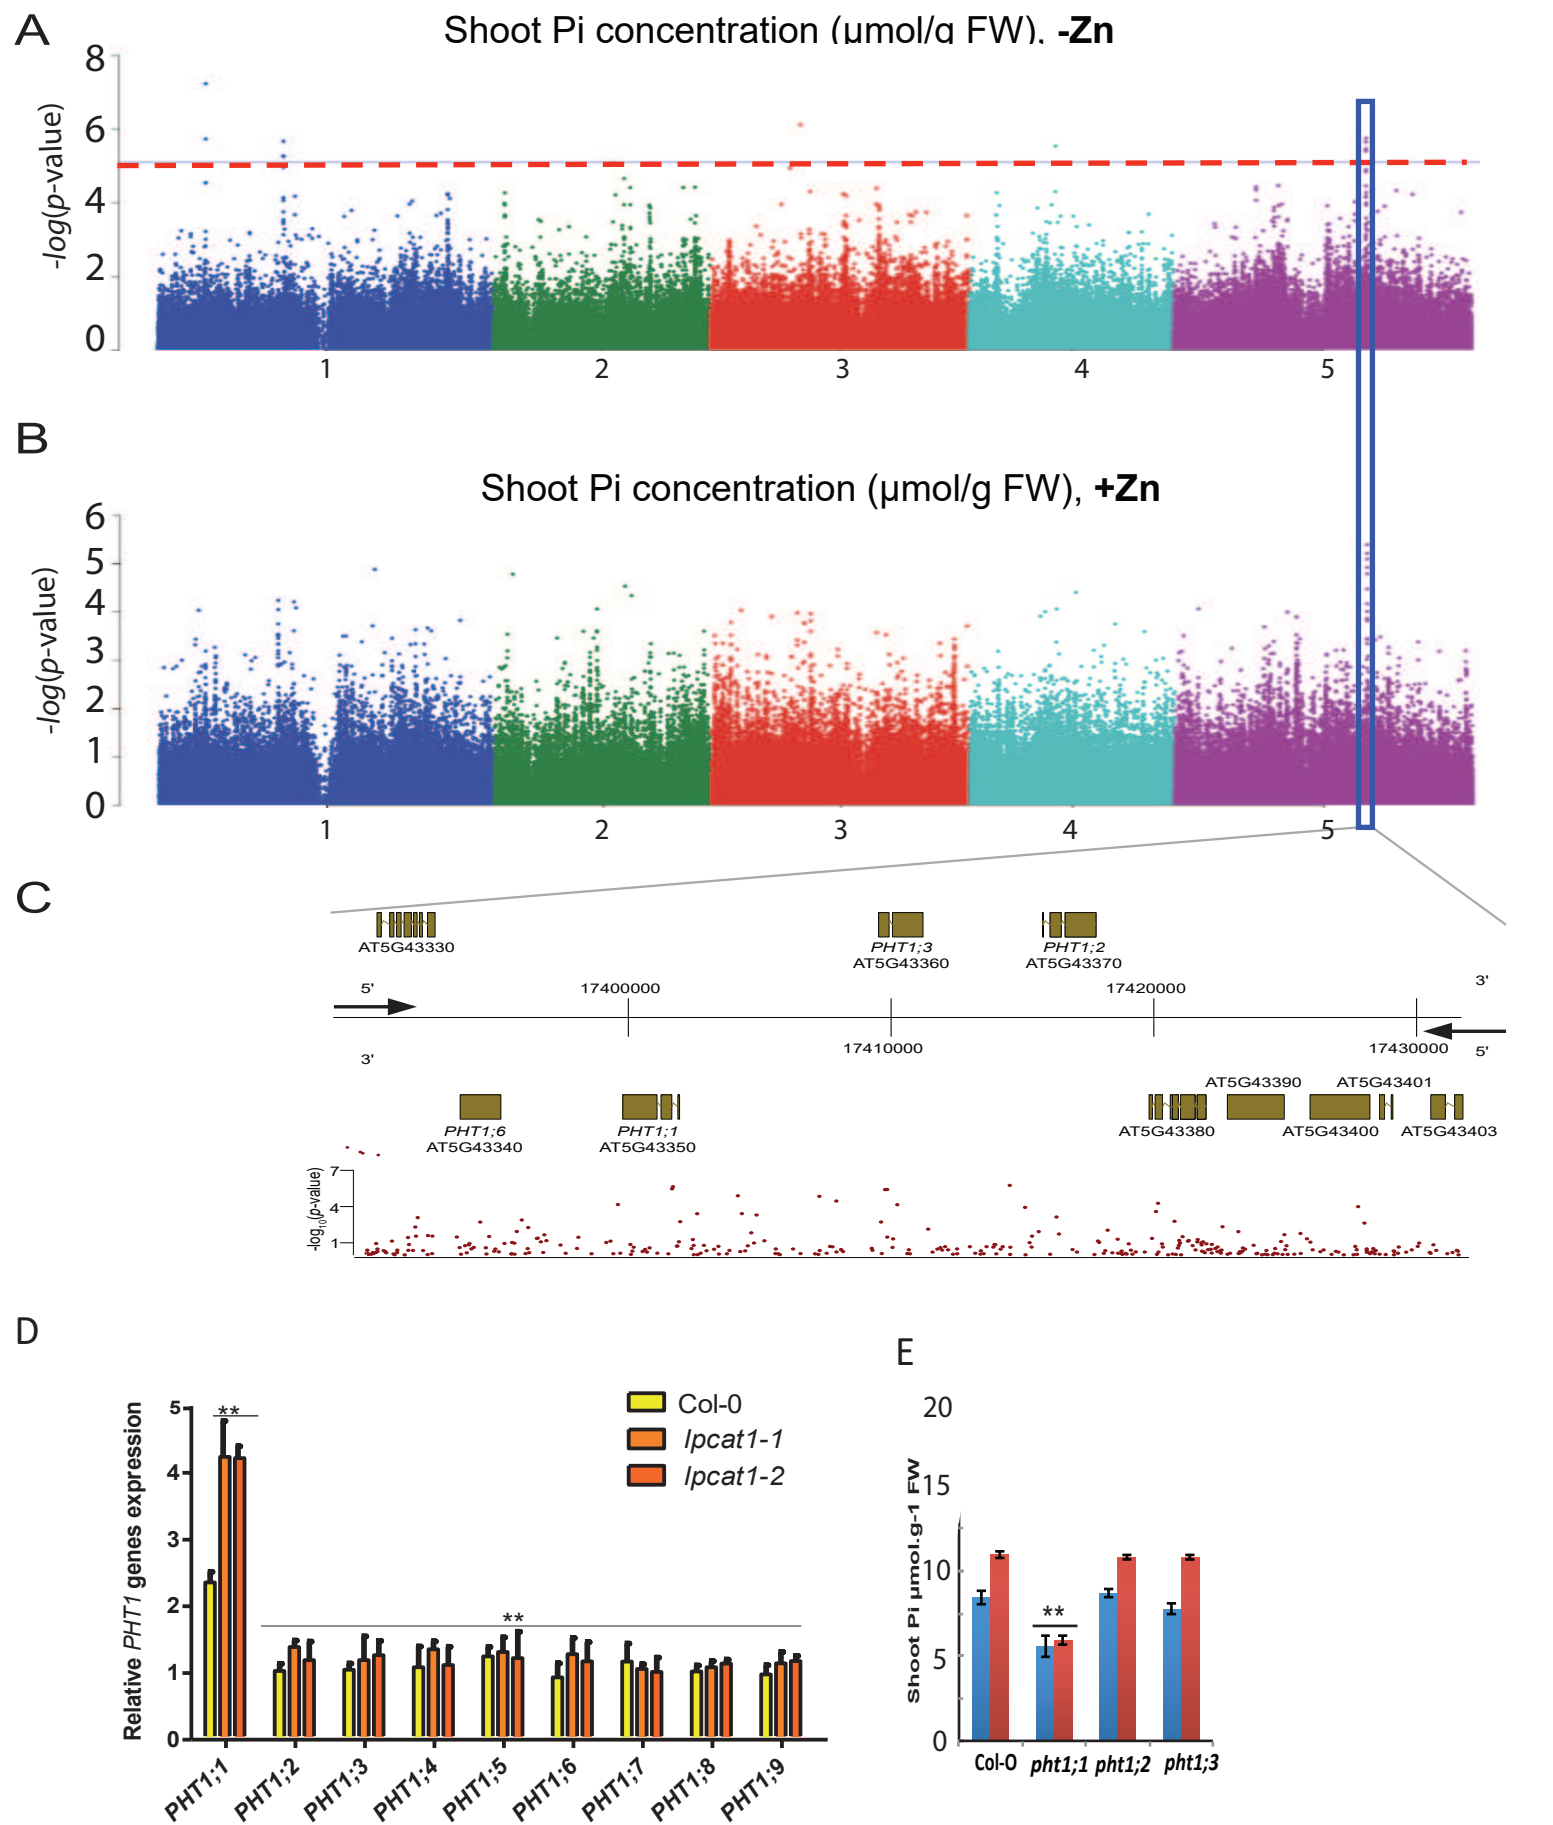 A
Shoot Pi concentration (µmol/g FW), -Zn
-log(p-value)
8
6
4
2
0
1 2 3 4 5
B
Shoot Pi concentration (µmol/g FW), +Zn
-log(p-value)
6
5
4
3
2
1
0
1 2 3 4 5
C
AT5G43330
PHT1;3
AT5G43360
PHT1;2
AT5G43370
5' 17400000 17420000 3'
3' 17410000 17430000 5'
AT5G43390 AT5G43401
PHT1;6
AT5G43340
PHT1;1
AT5G43350
AT5G43380 AT5G43400 AT5G43403
-log10(p-value)
7
4
1
D
Relative PHT1 genes expression
5
4
3
2
1
0
**
**
Col-0
lpcat1-1
lpcat1-2
PHT1;1 PHT1;2 PHT1;3 PHT1;4 PHT1;5 PHT1;6 PHT1;7 PHT1;8 PHT1;9
E
Shoot Pi µmol.g-1 FW
20
15
10
5
0
**
Col-O pht1;1 pht1;2 pht1;3